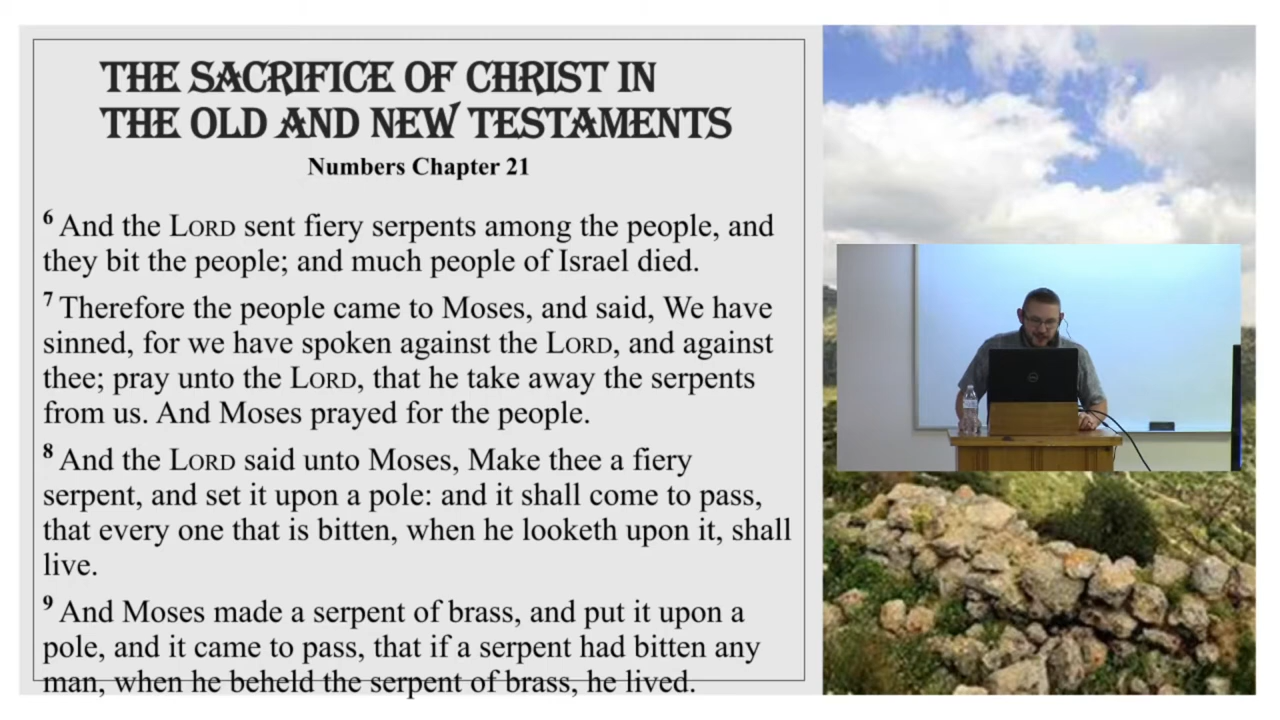 THE SACRIFICE OF CHRIST IN
THE OLD AND NEW TESTAMENTS
Numbers Chapter 21
6 And the LORD sent fiery serpents among the people, and
they bit the people; and much people of Israel died.
7 Therefore the people came to Moses, and said, We have
sinned, for we have spoken against the LORD, and against
thee; pray unto the LORD, that he take away the serpents
from us. And Moses prayed for the people.
8 And the LORD said unto Moses, Make thee a fiery
serpent, and set it upon a pole: and it shall come to pass,
that every one that is bitten, when he looketh upon it, shall
live.
9 And Moses made a serpent of brass, and put it upon a
pole, and it came to pass, that if a serpent had bitten any
man, when he beheld the serpent of brass, he lived.